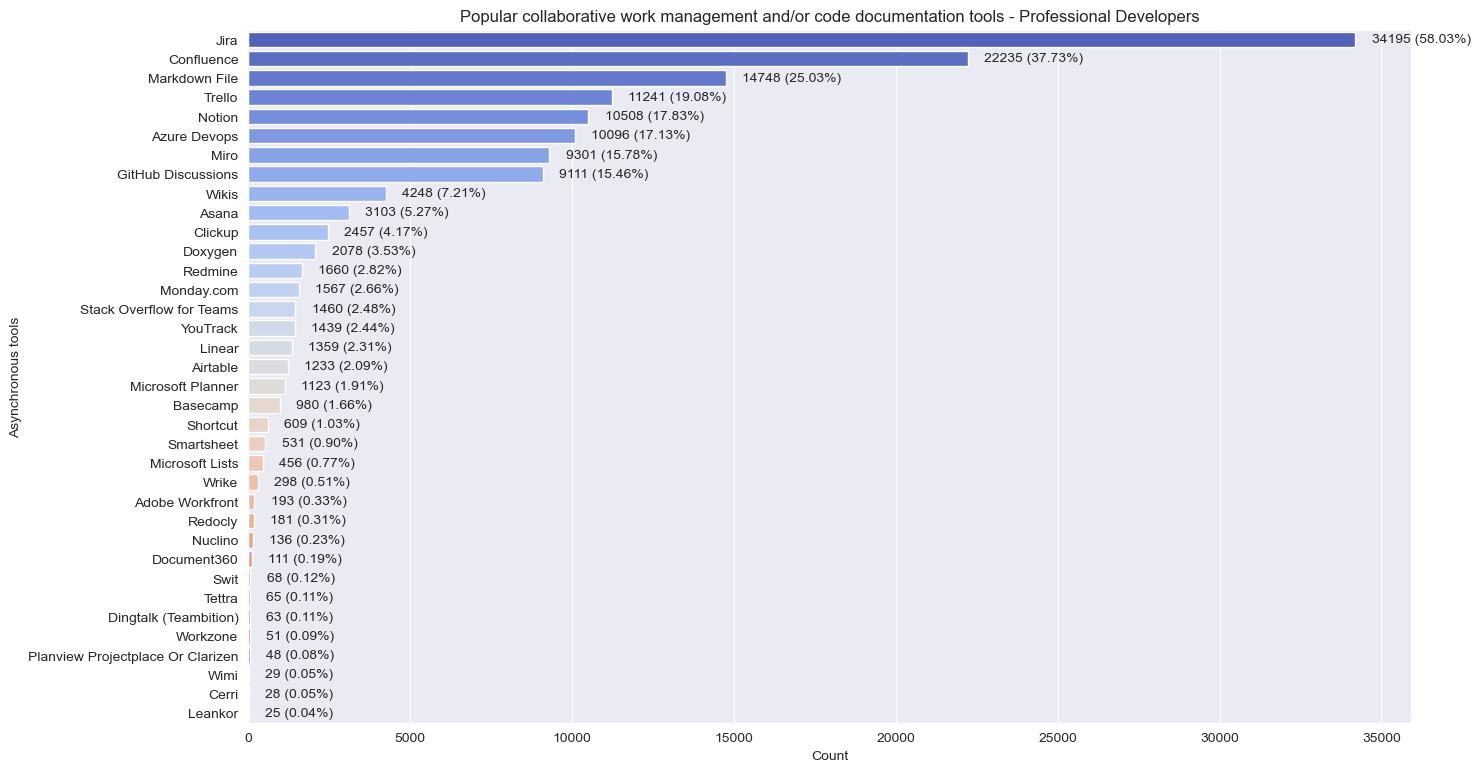 Popular collaborative work management and/or code documentation tools - Professional Developers
Jira 34195 (58.03%)
Confluence 22235 (37.73%)
Markdown File 14748 (25.03%)
Trello 11241 (19.08%)
Notion 10508 (17.83%)
Azure Devops 10096 (17.13%)
Miro 9301 (15.78%)
GitHub Discussions 9111 (15.46%)
Wikis 4248 (7.21%)
Asana 3103 (5.27%)
Clickup 2457 (4.17%)
Doxygen 2078 (3.53%)
Redmine 1660 (2.82%)
Monday.com 1567 (2.66%)
Stack Overflow for Teams 1460 (2.48%)
YouTrack 1439 (2.44%)
Linear 1359 (2.31%)
Airtable 1233 (2.09%)
Microsoft Planner 1123 (1.91%)
Basecamp 980 (1.66%)
Shortcut 609 (1.03%)
Smartsheet 531 (0.90%)
Microsoft Lists 456 (0.77%)
Wrike 298 (0.51%)
Adobe Workfront 193 (0.33%)
Redocly 181 (0.31%)
Nuclino 136 (0.23%)
Document360 111 (0.19%)
Swit 68 (0.12%)
Tettra 65 (0.11%)
Dingtalk (Teambition) 63 (0.11%)
Workzone 51 (0.09%)
Planview Projectplace Or Clarizen 48 (0.08%)
Wimi 29 (0.05%)
Cerri 28 (0.05%)
Leankor 25 (0.04%)
Asynchronous tools
0 5000 10000 15000 20000 25000 30000 35000
Count